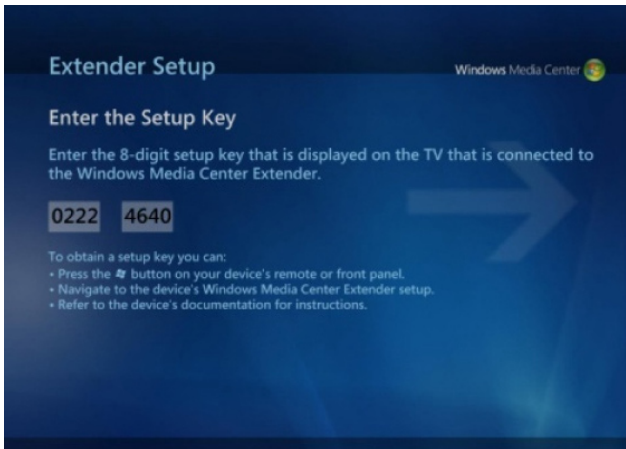 Extender Setup
Windows Media Center
Enter the Setup Key
Enter the 8-digit setup key that is displayed on the TV that is connected to
the Windows Media Center Extender.
0222 4640
To obtain a setup key you can:
• Press the button on your device's remote or front panel.
• Navigate to the device's Windows Media Center Extender setup.
• Refer to the device's documentation for instructions.